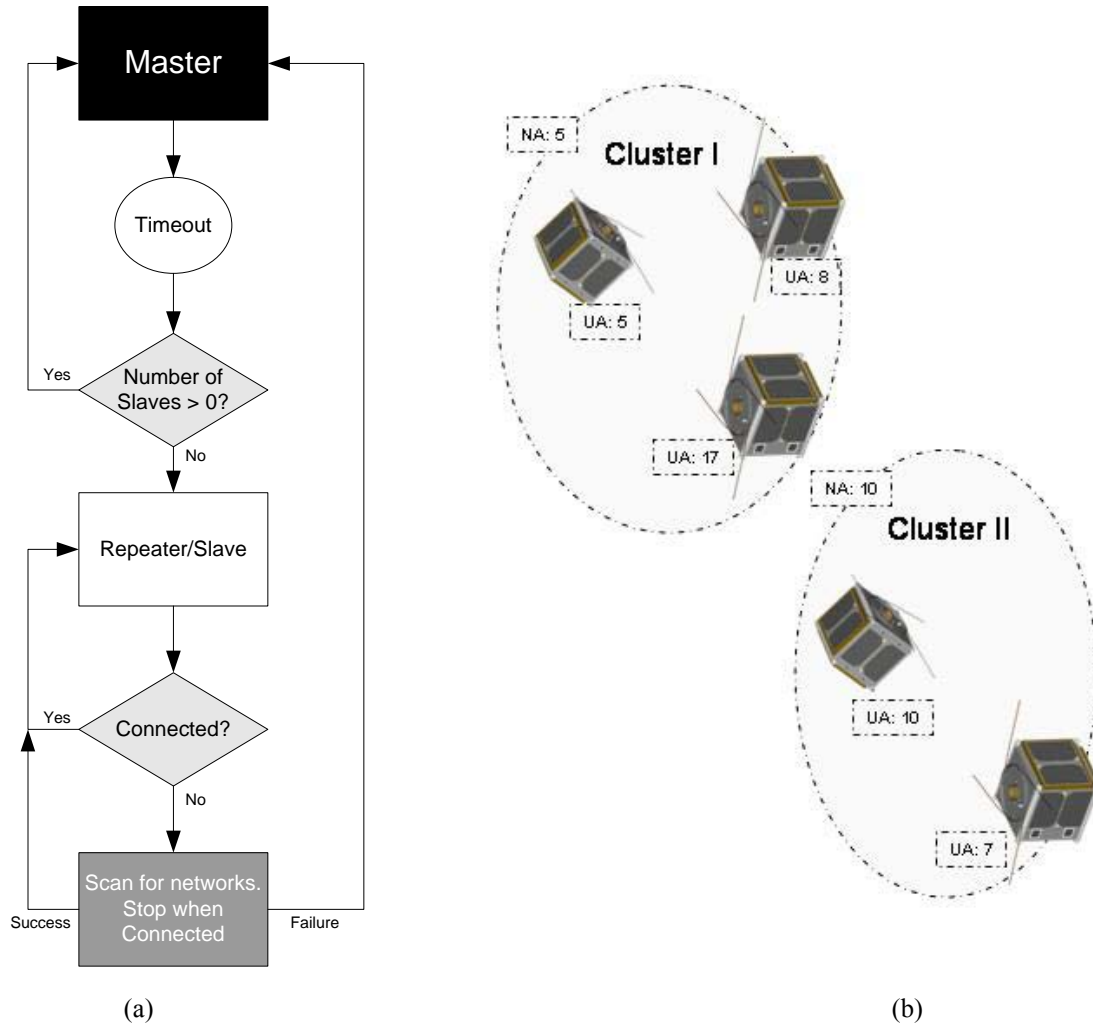 Master
Timeout
Yes
Number of
Slaves > 0?
No
Repeater/Slave
Yes
Connected?
No
Scan for networks.
Stop when
Connected
Success
Failure
(a)
NA: 5
Cluster I
UA: 8
UA: 5
UA: 17
NA: 10
Cluster II
UA: 10
UA: 7
(b)